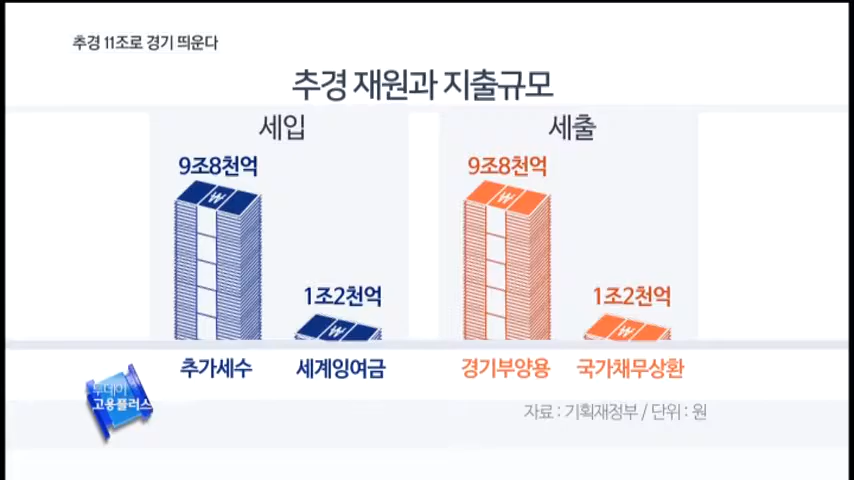 추경 11조로 경기 띄운다
추경 재원과 지출규모
세입
세출
9조8천억
1조2천억
9조8천억
1조2천억
추가세수
세계잉여금
경기부양용
국가채무상환
투데이
고용플러스
자료 : 기획재정부 / 단위 : 원